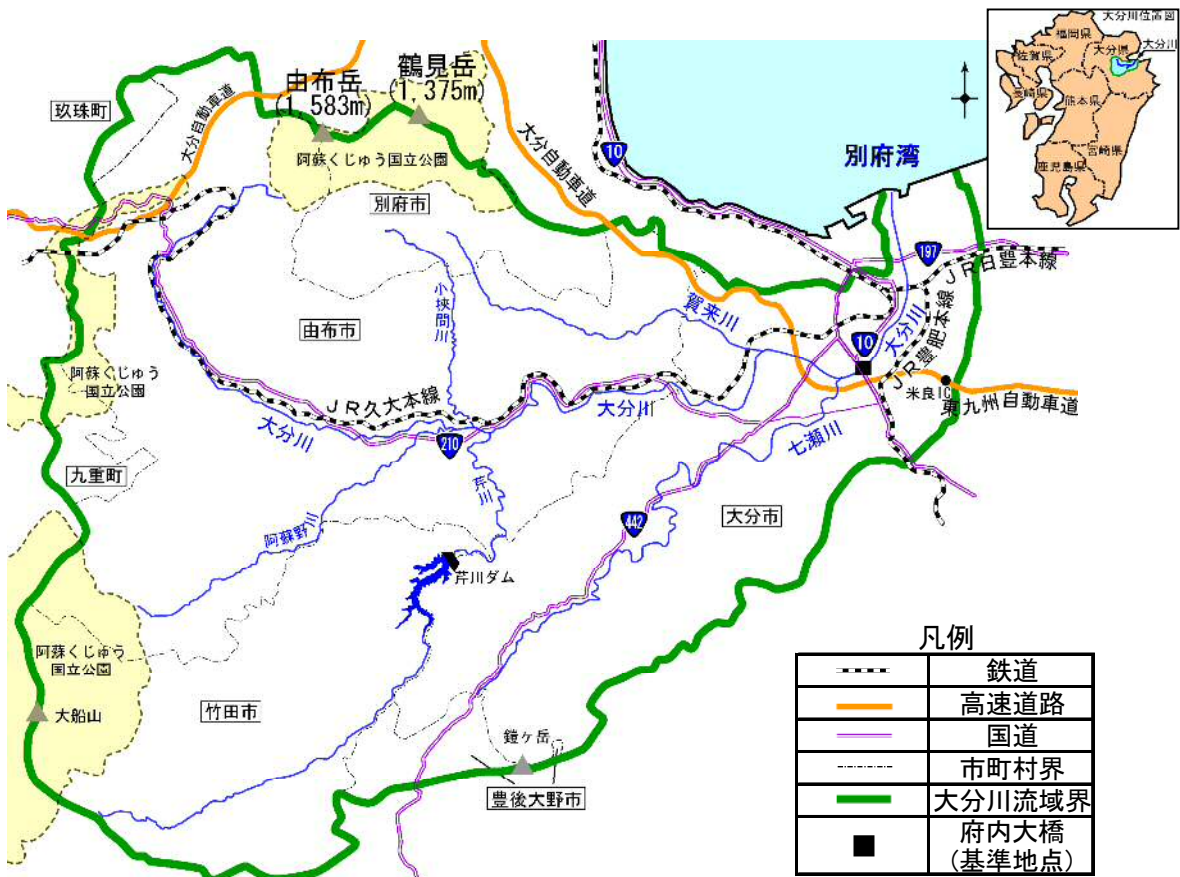 大分川位置図
福岡県
大分川
佐賀県
大分県
長崎県
熊本県
宮崎県
鹿児島県
鶴見岳
(1,375m)
由布岳
(1,583m)
玖珠町
大分自動車道
阿蘇くじゅう国立公園
大分自動車道
10
別府湾
別府市
197
JR日豊本線
小挾間川
賀来川
由布市
10
大分川
JR豊肥本線
阿蘇くじゅう
国立公園
米良IC
東九州自動車道
JR久大本線
大分川
大分川
210
七瀬川
九重町
芹川
大分市
442
阿蘇野川
芹川ダム
阿蘇くじゅう
国立公園
大船山
竹田市
鎧ヶ岳
豊後大野市
凡例
鉄道
高速道路
国道
市町村界
大分川流域界
府内大橋
(基準地点)